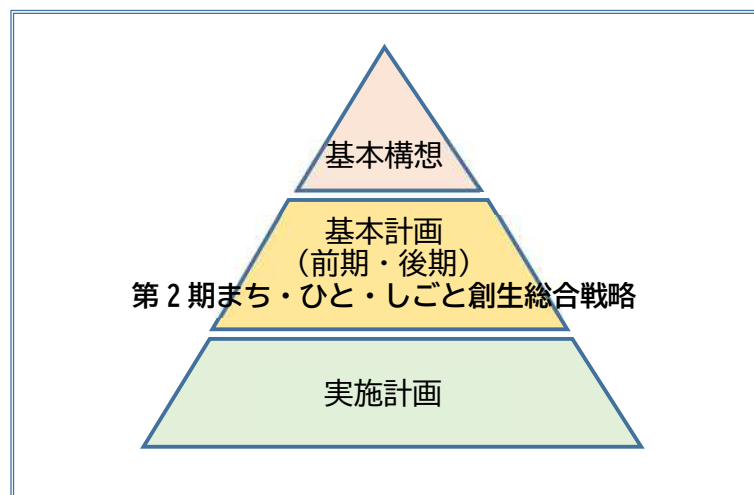 基本構想
基本計画
（前期・後期）
第２期まち・ひと・しごと創生総合戦略
実施計画